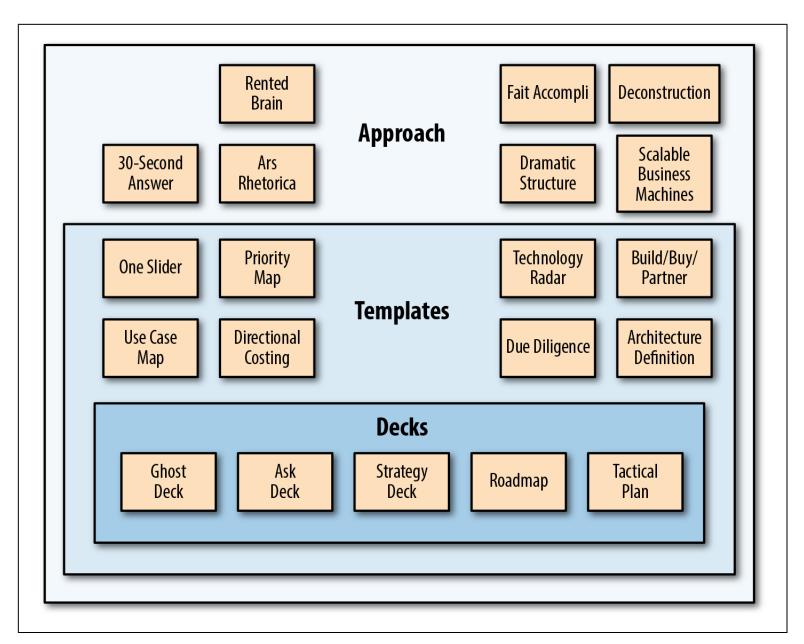 Rented
Brain
Fait Accompli
Deconstruction
Approach
30-Second
Answer
Ars
Rhetorica
Dramatic
Structure
Scalable
Business
Machines
One Slider
Priority
Map
Technology
Radar
Build/Buy/
Partner
Templates
Use Case
Map
Directional
Costing
Due Diligence
Architecture
Definition
Decks
Ghost
Deck
Ask
Deck
Strategy
Deck
Roadmap
Tactical
Plan